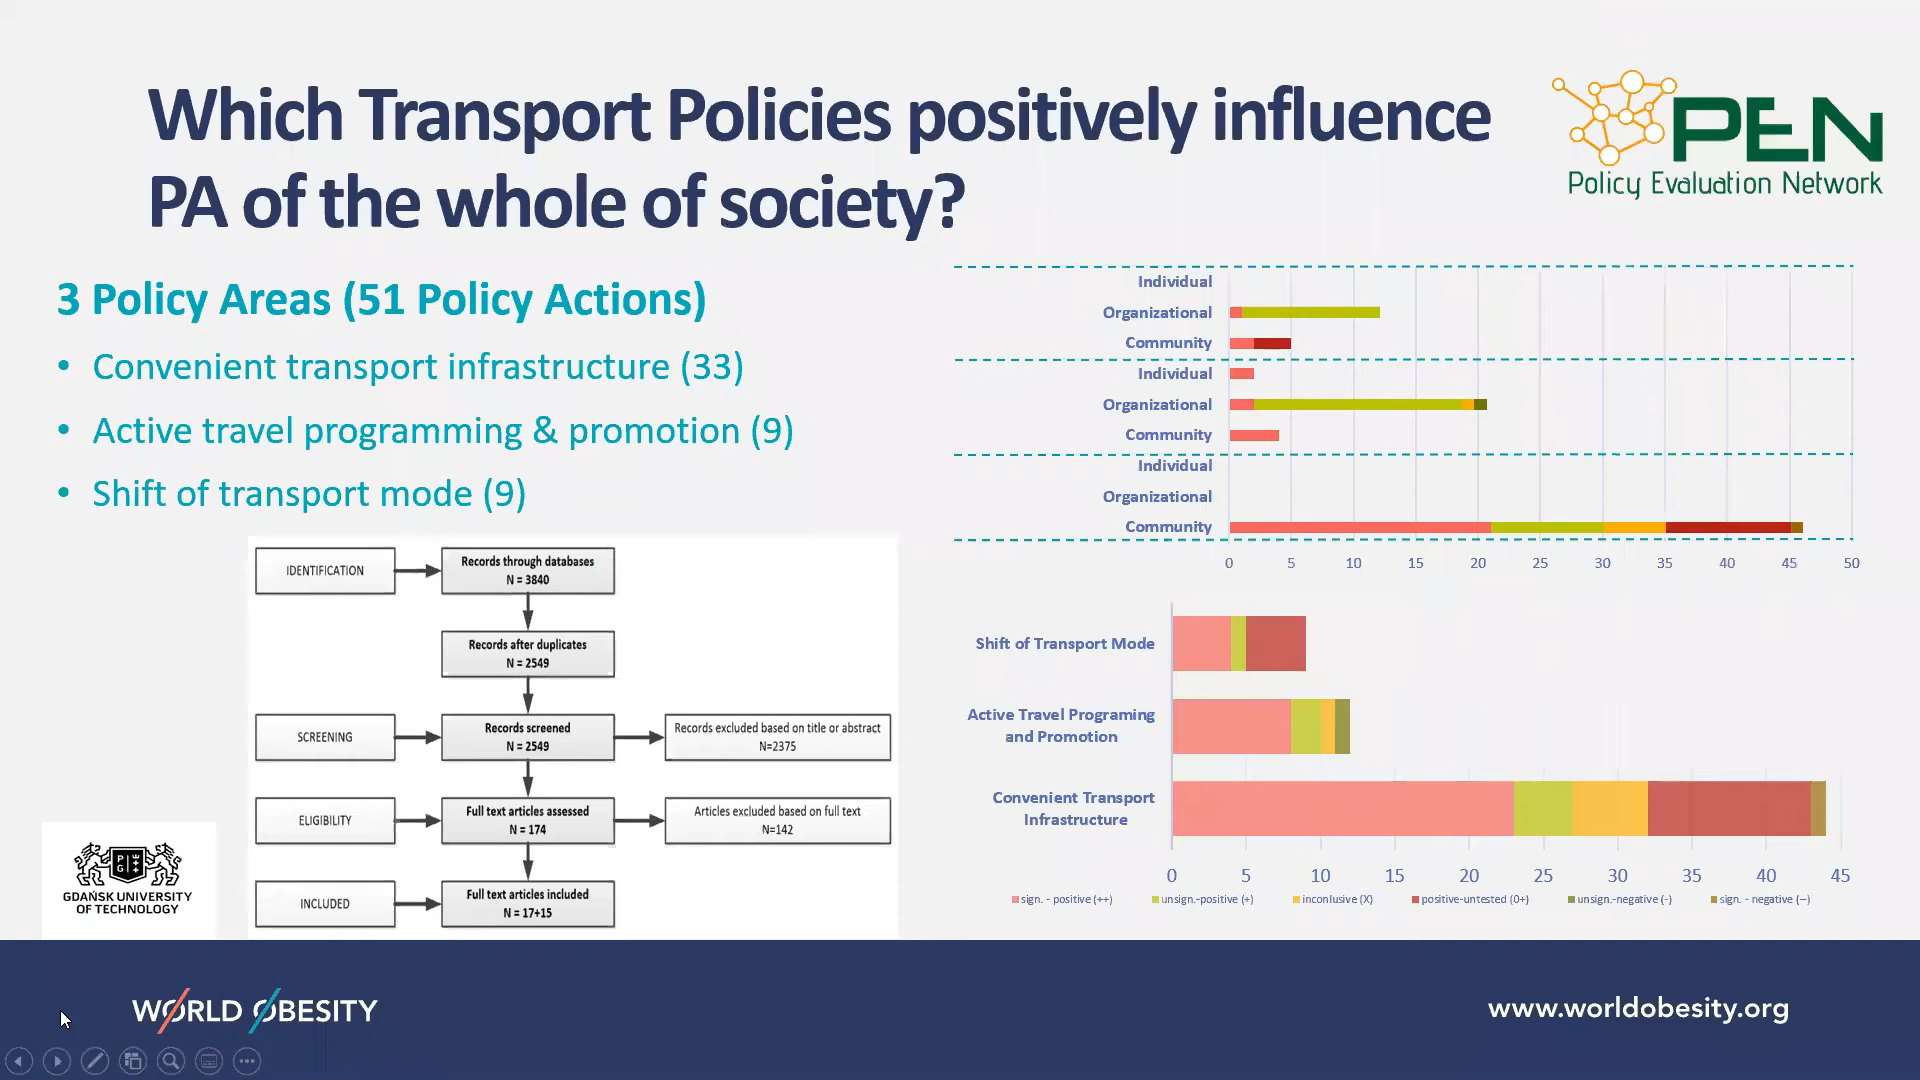 Which Transport Policies positively influence
PA of the whole of society?
PEN
Policy Evaluation Network
3 Policy Areas (51 Policy Actions)
• Convenient transport infrastructure (33)
• Active travel programming & promotion (9)
• Shift of transport mode (9)
IDENTIFICATION
Records through databases
N = 3840
Records after duplicates
N = 2549
SCREENING
Records screened
N = 2549
Records excluded based on title or abstract
N=2375
ELIGIBILITY
Full text articles assessed
N = 174
Articles excluded based on full text
N=142
INCLUDED
Full text articles included
N = 17+15
P G
GDAŃSK UNIVERSITY
OF TECHNOLOGY
Individual
Organizational
Community
Individual
Organizational
Community
Individual
Organizational
Community
0 5 10 15 20 25 30 35 40 45 50
Shift of Transport Mode
Active Travel Programing
and Promotion
Convenient Transport
Infrastructure
0 5 10 15 20 25 30 35 40 45
sign. - positive (++) unsign.-positive (+) inconlusive (X) positive-untested (0+) unsign.-negative (-) sign. - negative (--)
WORLD OBESITY
www.worldobesity.org